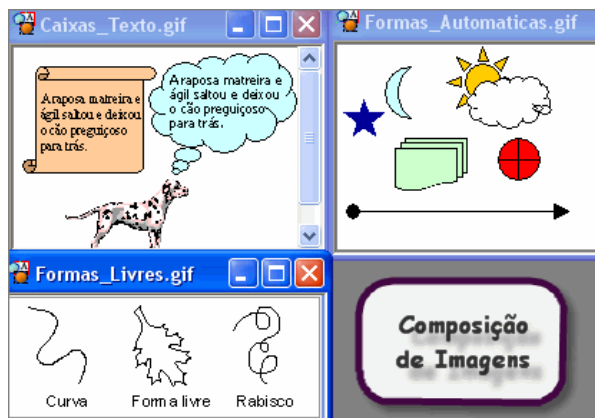 Caixas_Texto.gif
A raposa matreira e
ágil saltou e deixou
o cão preguiçoso
para trás.
A raposa matreira e
ágil saltou e deixou
o cão preguiçoso
para trás.
Formas_Automaticas.gif
Formas_Livres.gif
Curva
Forma livre
Rabisco
Composição
de Imagens